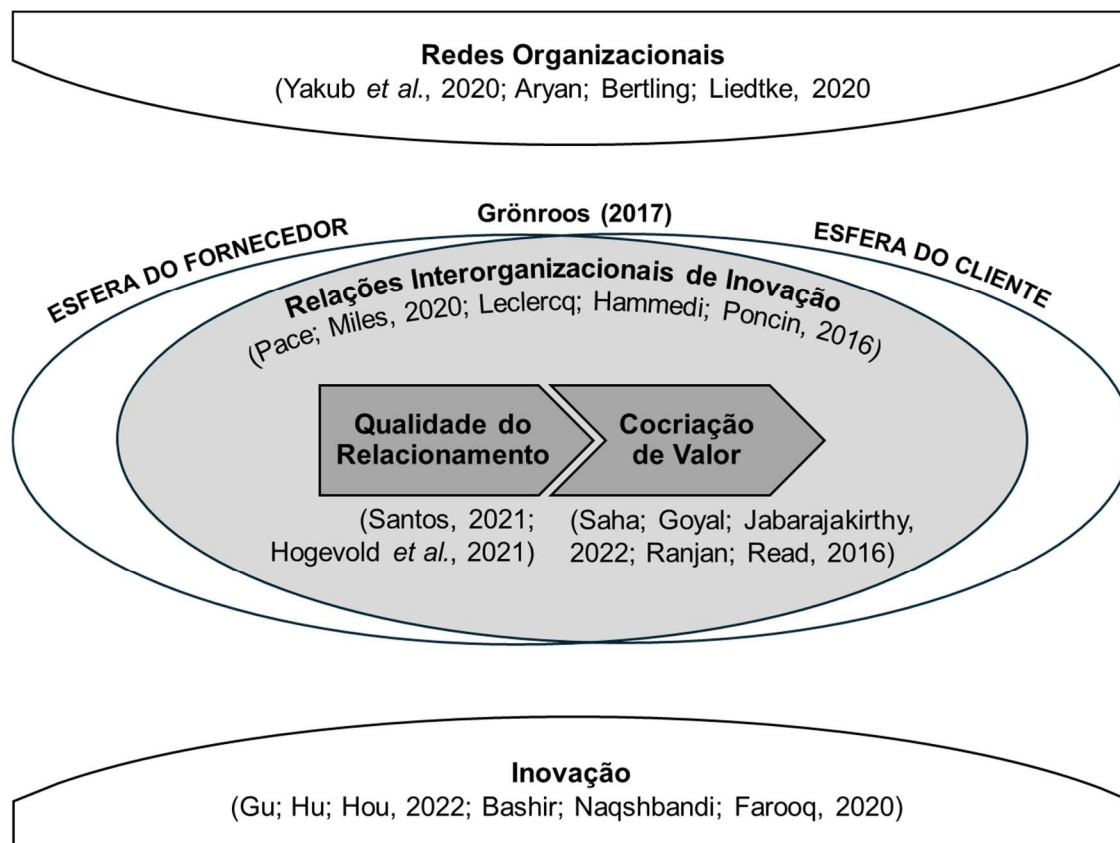 Redes Organizacionais
(Yakub et al., 2020; Aryan; Bertling; Liedtke, 2020
Grönroos (2017)
ESFERA DO FORNECEDOR
ESFERA DO CLIENTE
Relações Interorganizacionais de Inovação
(Pace; Miles, 2020; Leclercq; Hammedi; Poncin, 2016)
Qualidade do
Relacionamento
Cocriação
de Valor
(Santos, 2021;
Hogevold et al., 2021)
(Saha; Goyal; Jabarajakirthy,
2022; Ranjan; Read, 2016)
Inovação
(Gu; Hu; Hou, 2022; Bashir; Naqshbandi; Farooq, 2020)